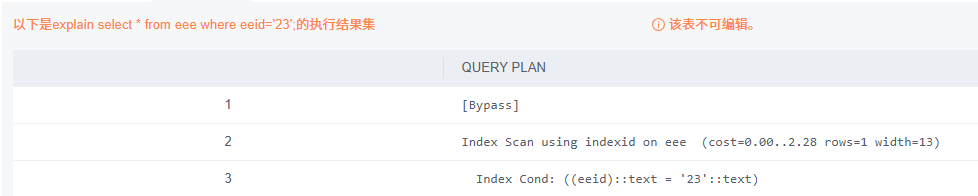 以下是explain select * from eee where eeid='23';的执行结果集
该表不可编辑。
QUERY PLAN
1 [Bypass]
2 Index Scan using indexid on eee (cost=0.00..2.28 rows=1 width=13)
3 Index Cond: ((eeid)::text = '23'::text)